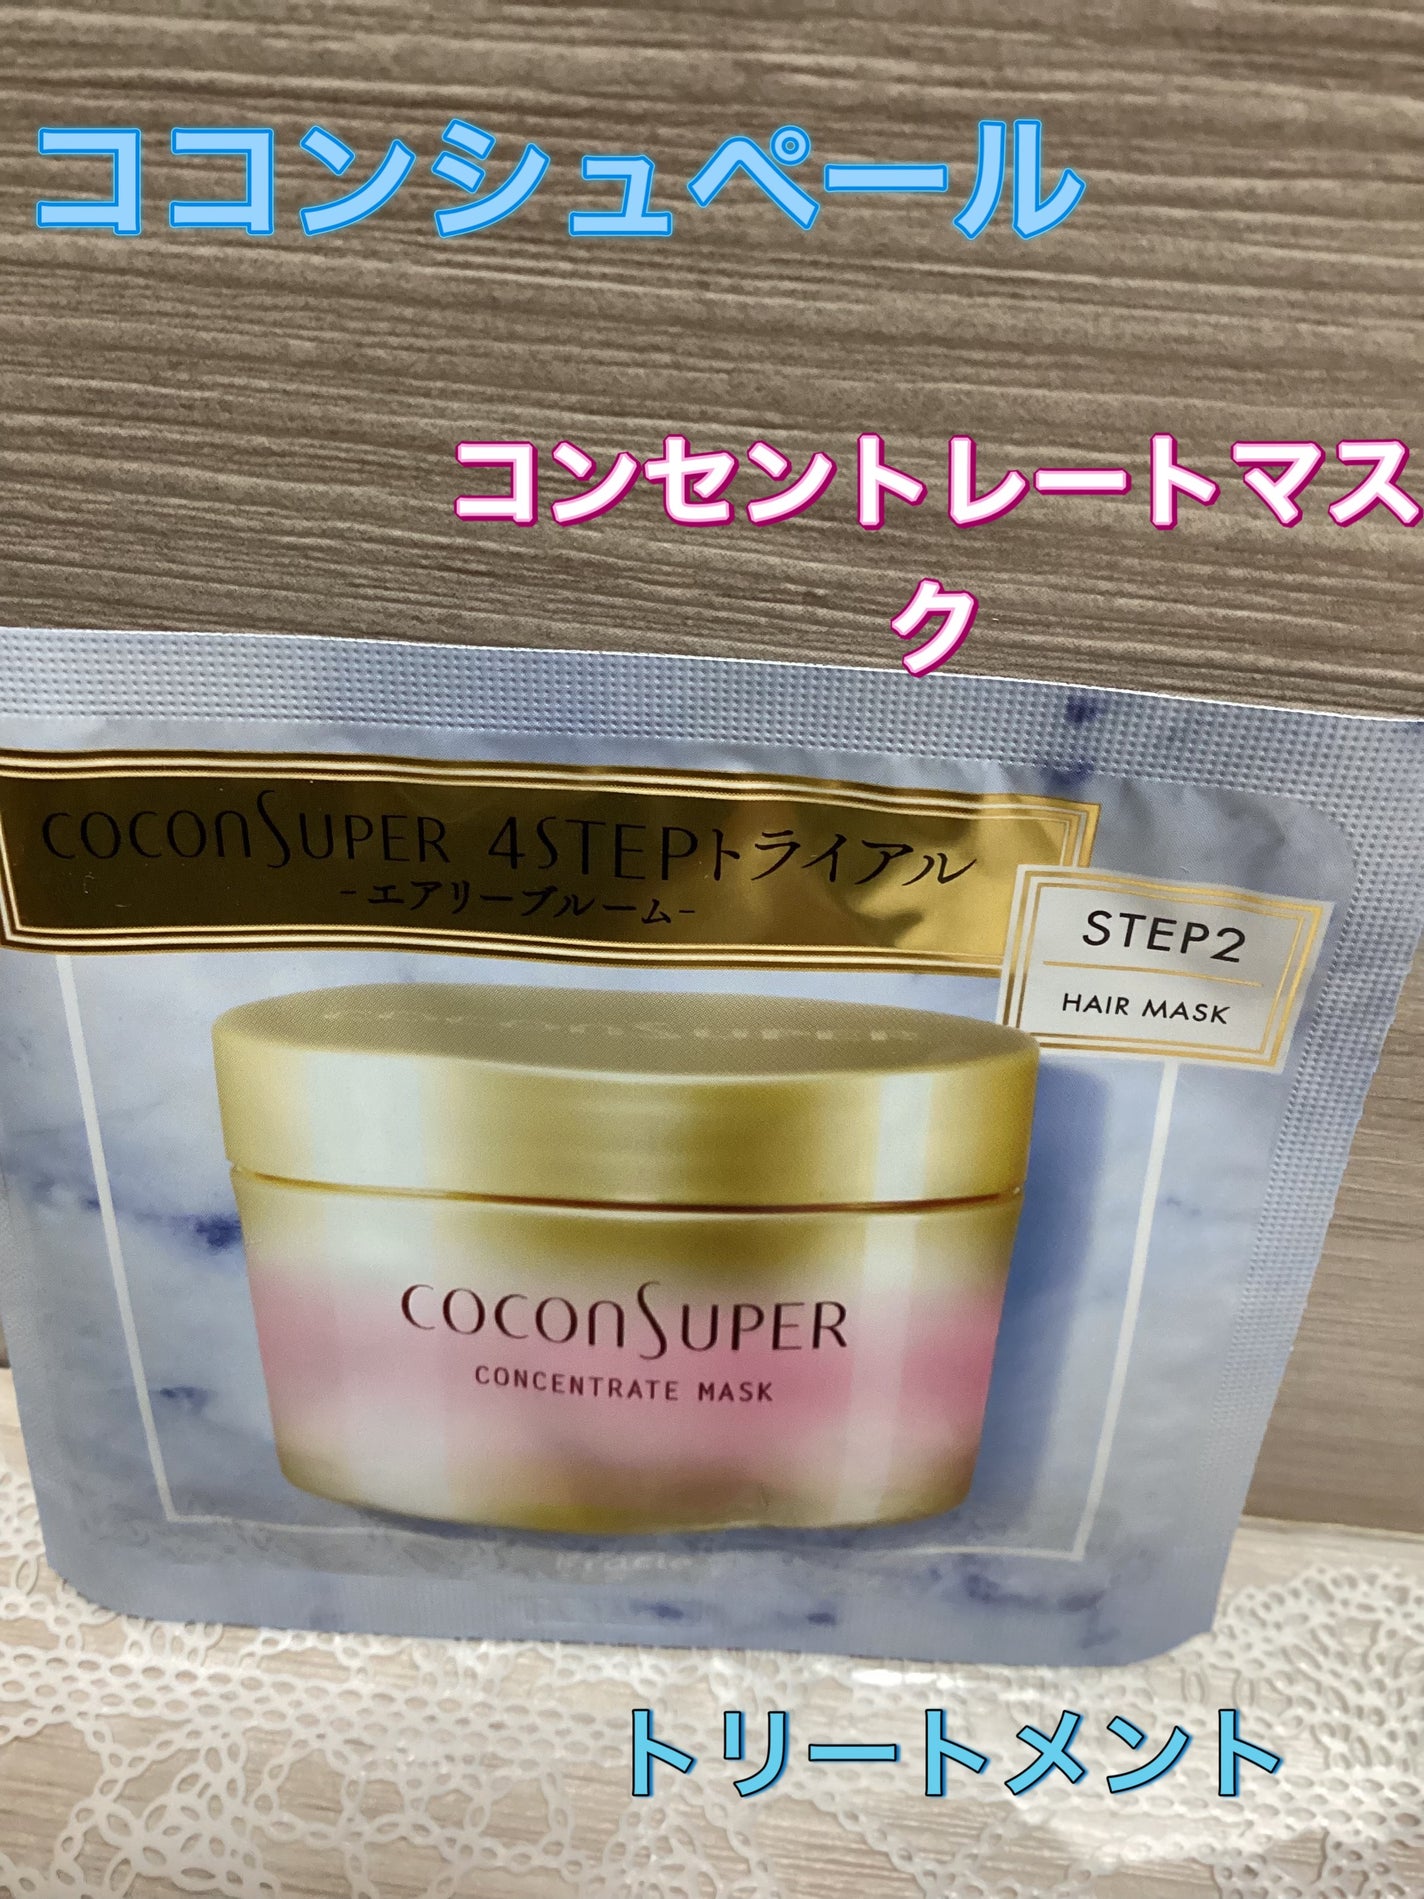 ココンシュペール
コンセントレートマス
ク
COCONSUPER 4STEPトライアル
-エアリーブルーム-
STEP2
HAIR MASK
COCONSUPER
CONCENTRATE MASK
トリートメント